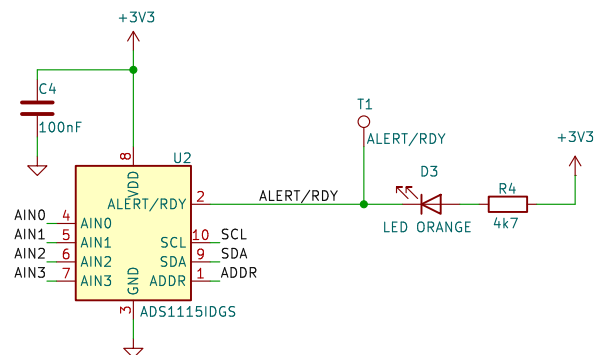 +3V3
C4
100nF
T1
ALERT/RDY
+3V3
D3
R4
LED ORANGE
4k7
U2
8
VDD
ALERT/RDY
2
ALERT/RDY
AIN0
4
AIN0
AIN1
5
AIN1
SCL
10
SCL
AIN2
6
AIN2
SDA
9
SDA
AIN3
7
AIN3
ADDR
1
ADDR
GND
3
ADS1115IDGS